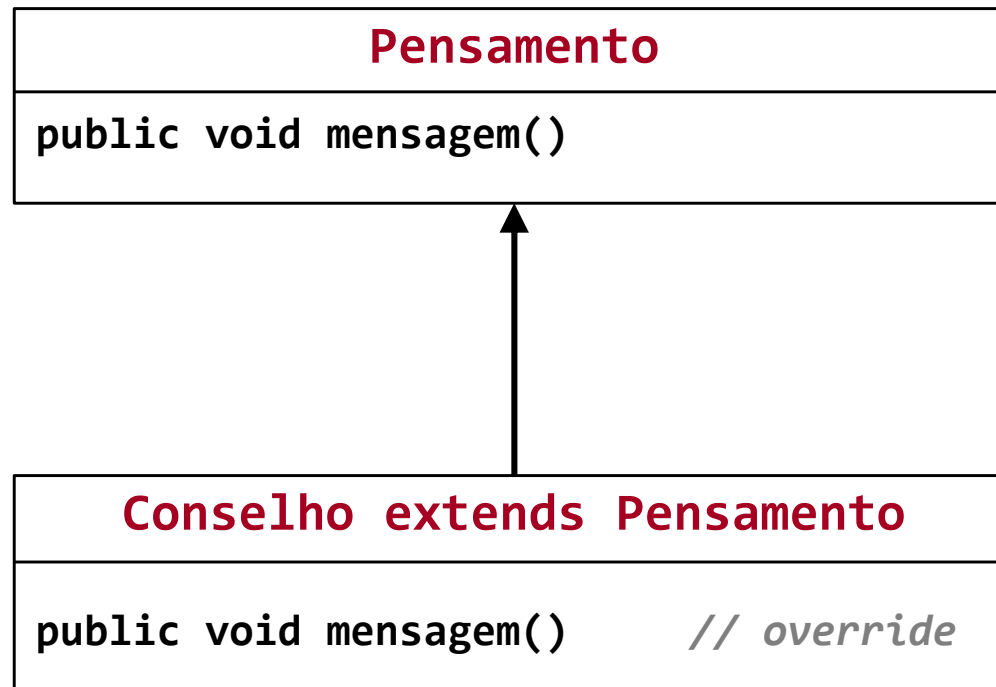 Pensamento
public void mensagem()
Conselho extends Pensamento
public void mensagem() // override